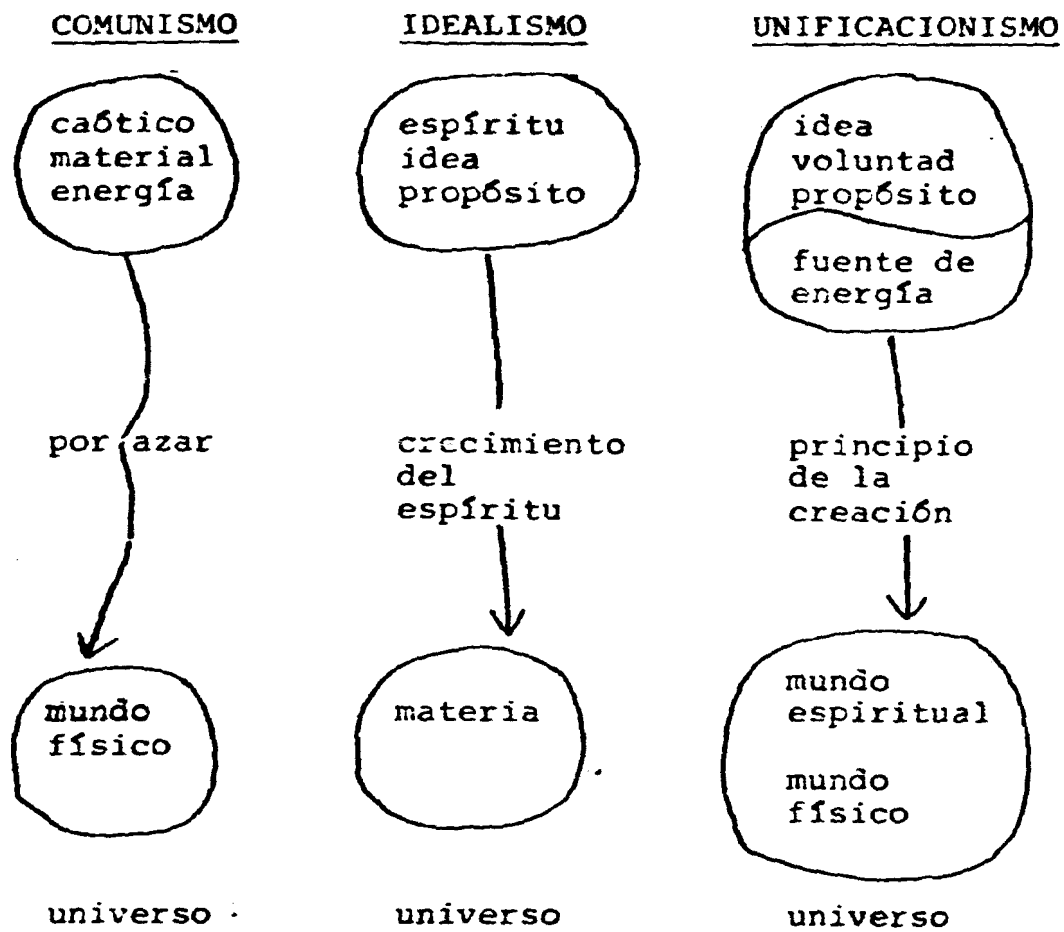 COMUNISMO
caótico
material
energía
por azar
mundo
físico
universo
IDEALISMO
espíritu
idea
propósito
crecimiento
del
espíritu
materia
universo
UNIFICACIONISMO
idea
voluntad
propósito
fuente de
energía
principio
de la
creación
mundo
espiritual
mundo
físico
universo